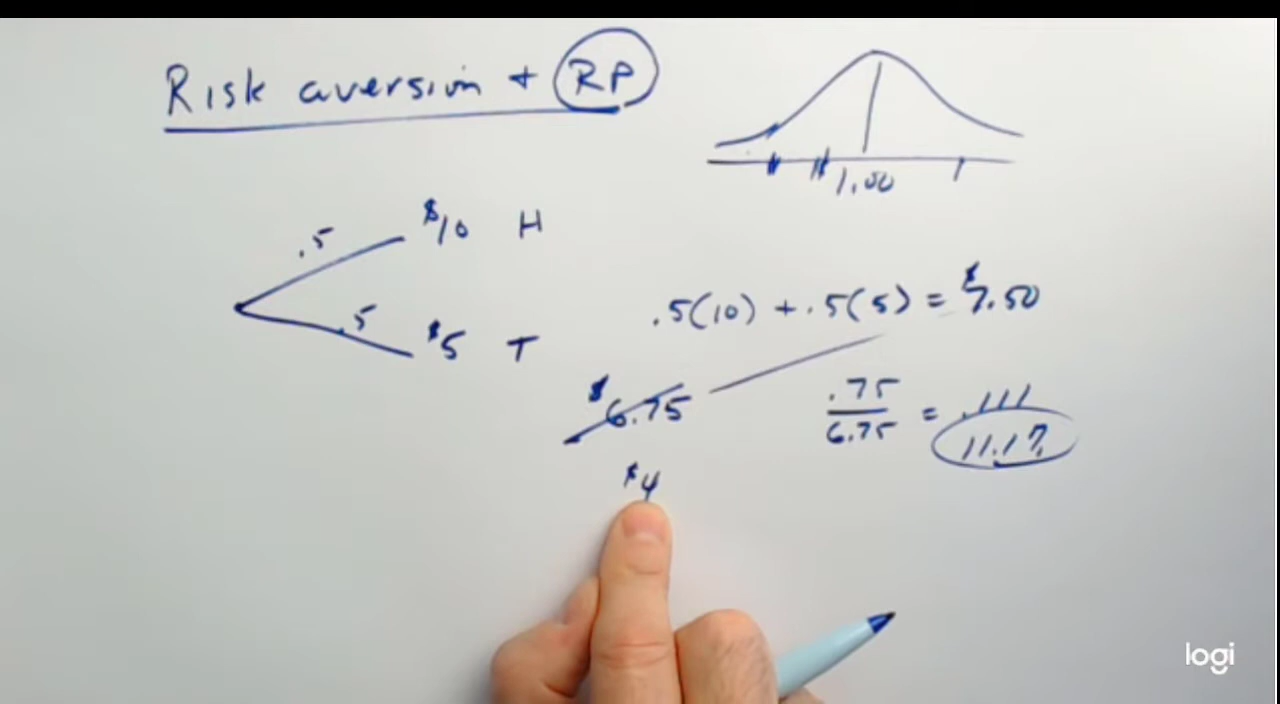 Risk aversion + RP
1.00
.5 $10 H
.5 $5 T
.5(10) + .5(5) = $7.50
$6.75
.75/6.75 = .111
11.1%
$4
logi